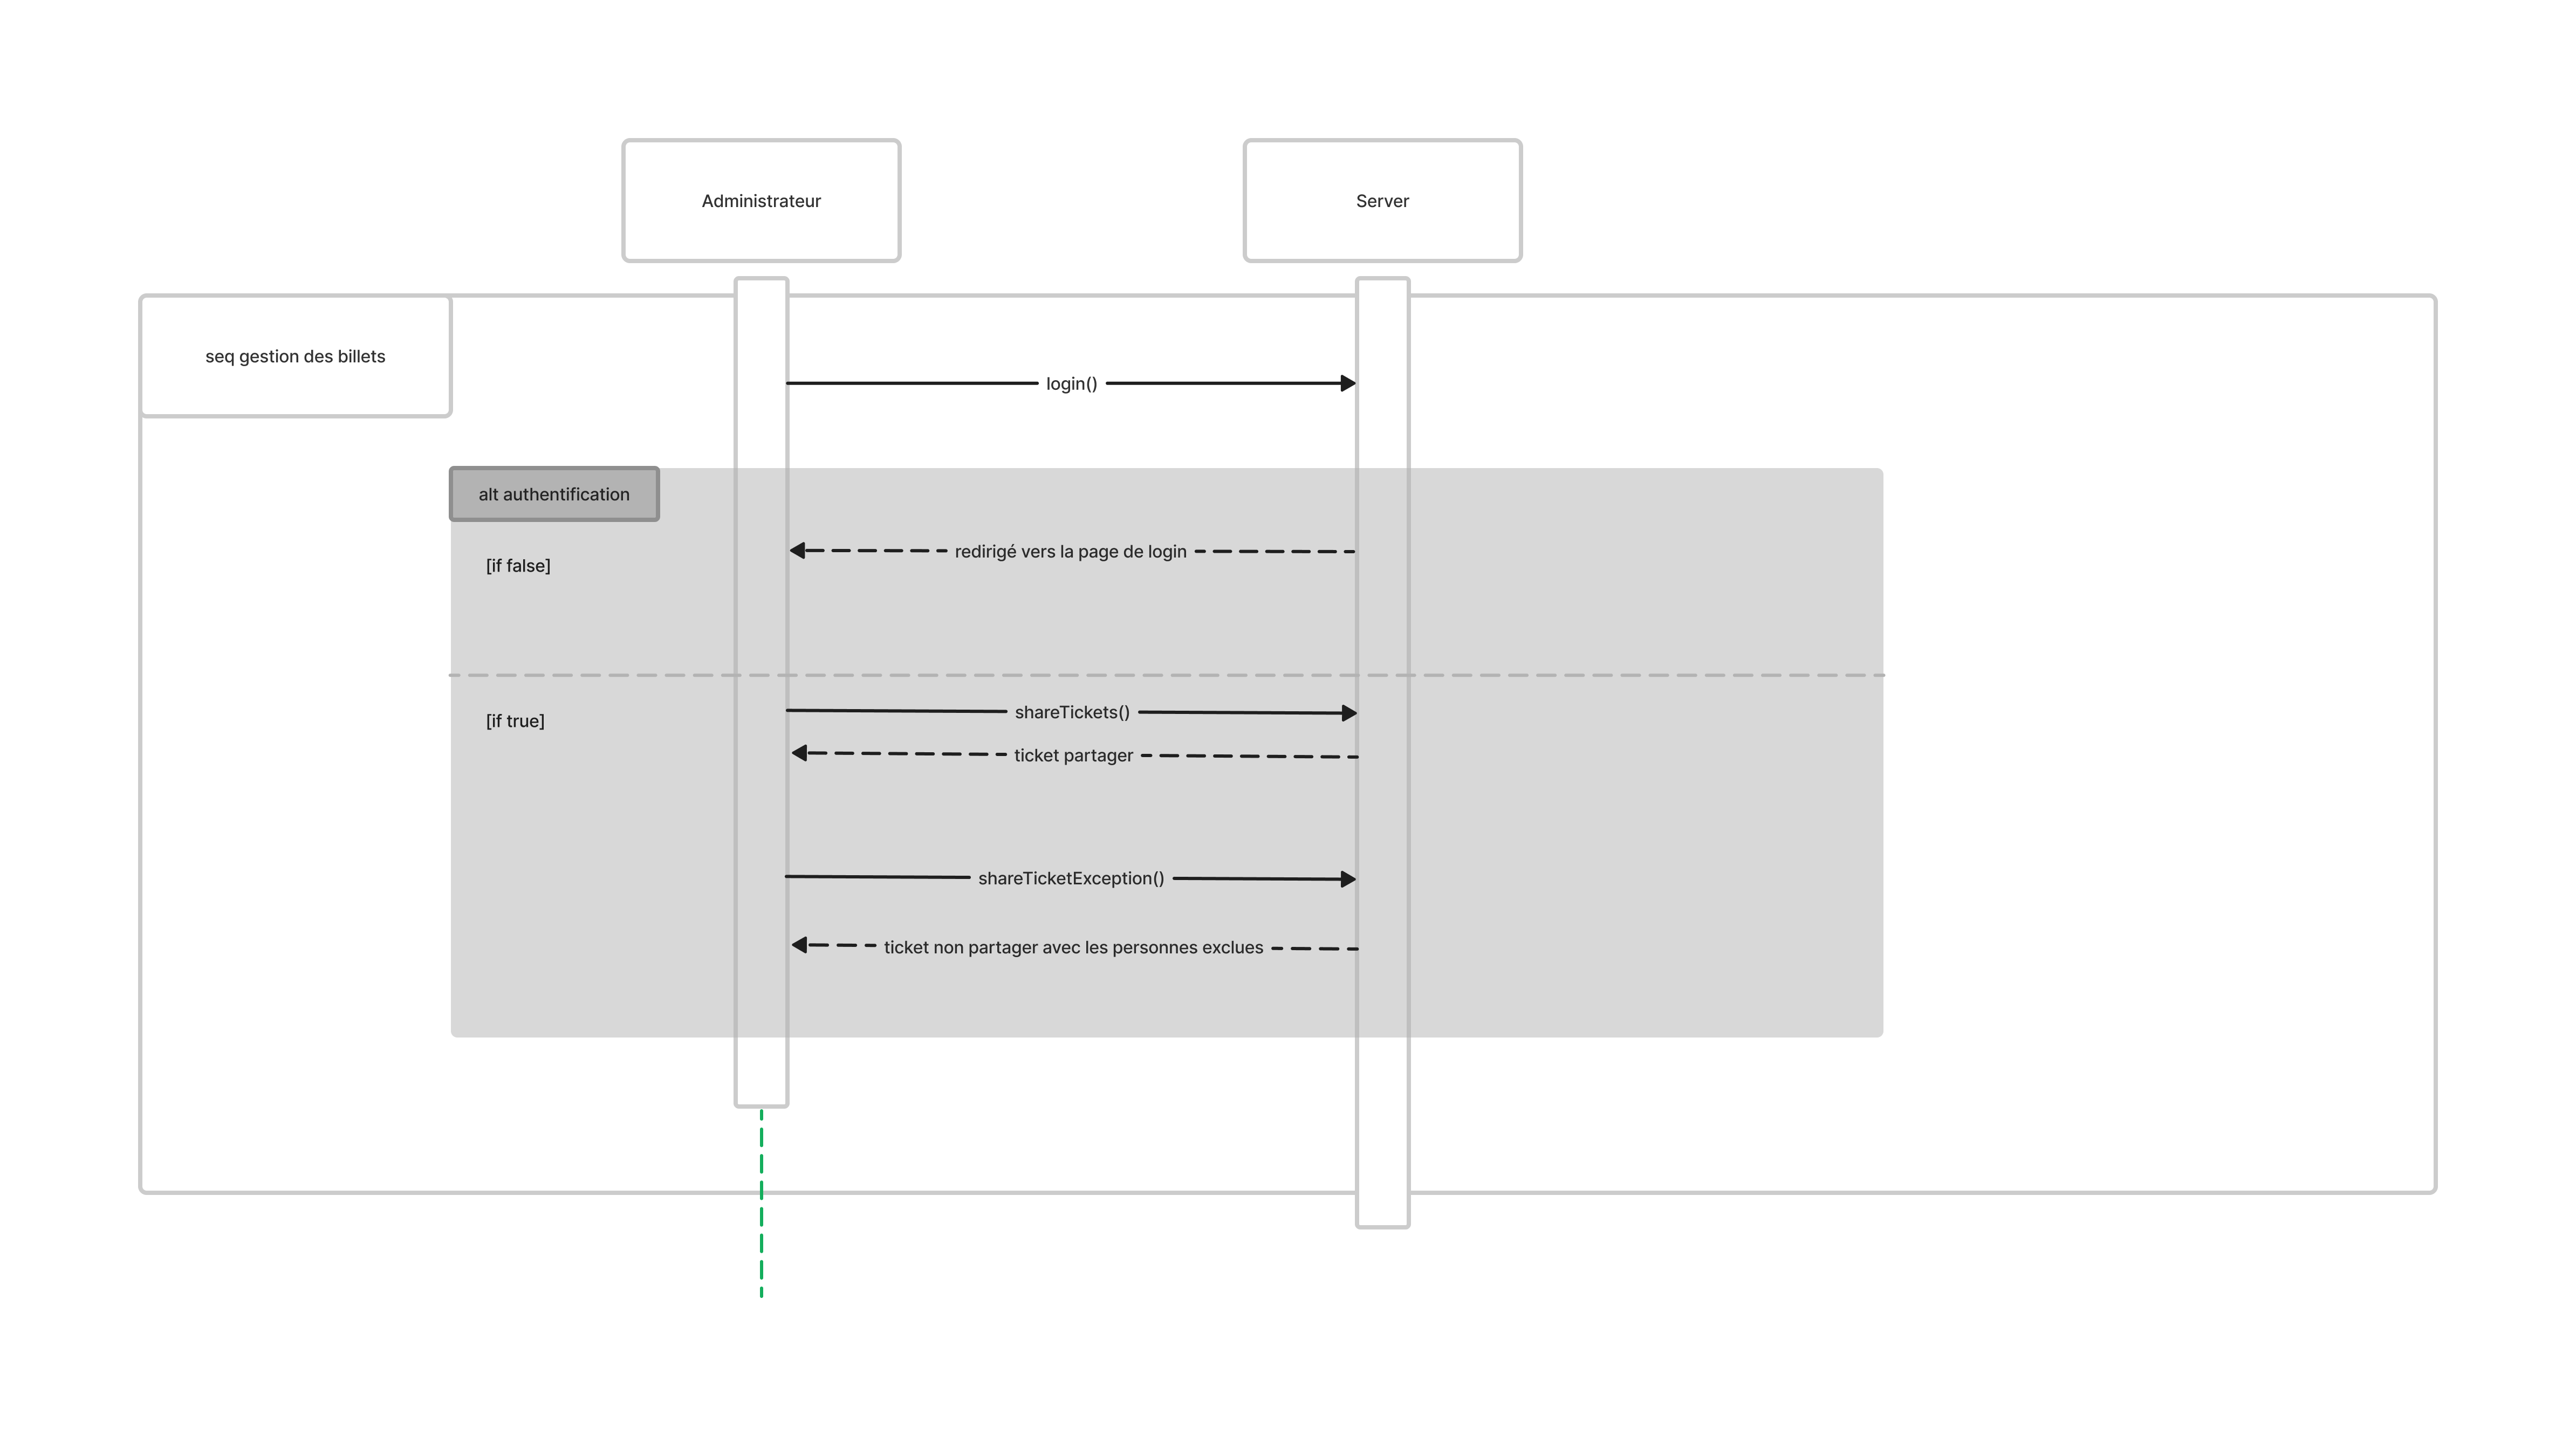 Administrateur
Server
seq gestion des billets
login()
alt authentification
redirigé vers la page de login
[if false]
shareTickets()
[if true]
ticket partager
shareTicketException()
ticket non partager avec les personnes exclues